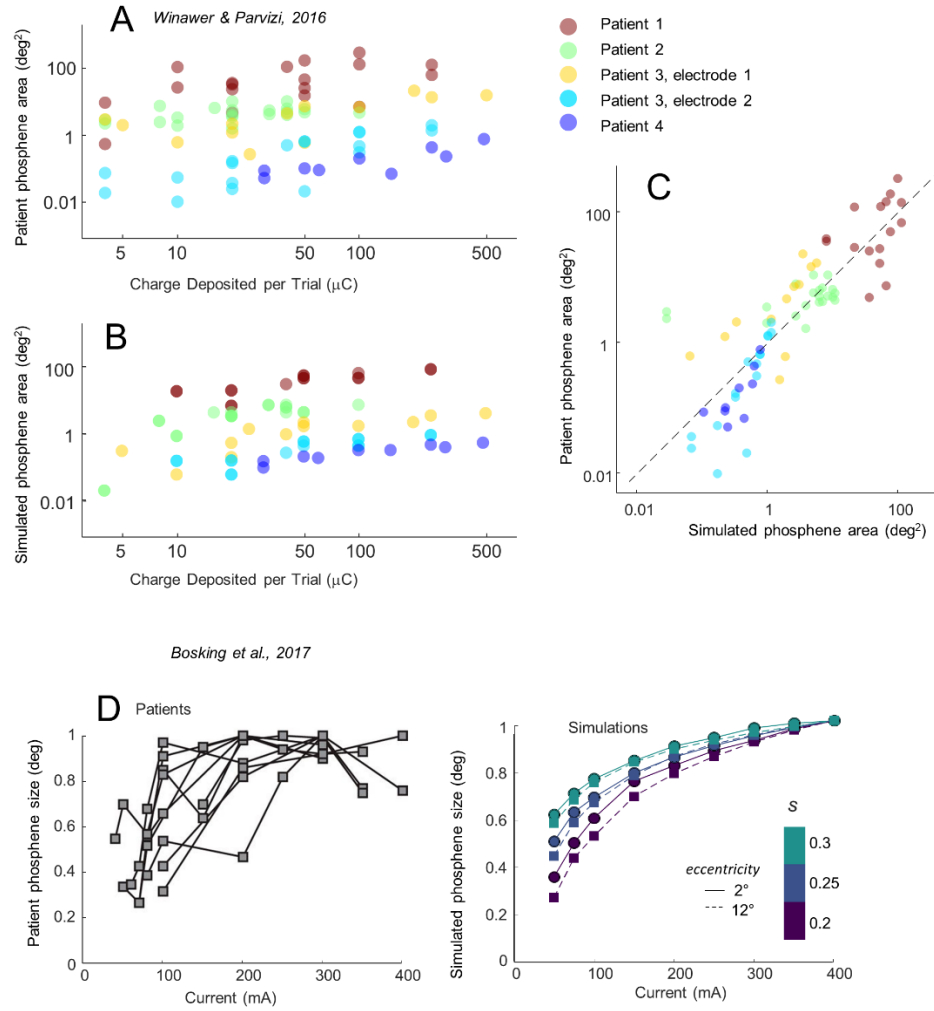 A
Winawer & Parvizi, 2016
Patient phosphene area (deg²)
100
1
0.01
5
10
50
100
500
Charge Deposited per Trial (μC)
Patient 1
Patient 2
Patient 3, electrode 1
Patient 3, electrode 2
Patient 4
B
Simulated phosphene area (deg²)
100
1
0.01
5
10
50
100
500
Charge Deposited per Trial (μC)
C
Patient phosphene area (deg²)
100
1
0.01
0.01
1
100
Simulated phosphene area (deg²)
Bosking et al., 2017
D
Patients
Patient phosphene size (deg)
1
0.8
0.6
0.4
0.2
0
0
100
200
300
400
Current (mA)
Simulations
Simulated phosphene size (deg)
1
0.8
0.6
0.4
0.2
0
0
100
200
300
400
Current (mA)
eccentricity
2°
12°
S
0.3
0.25
0.2